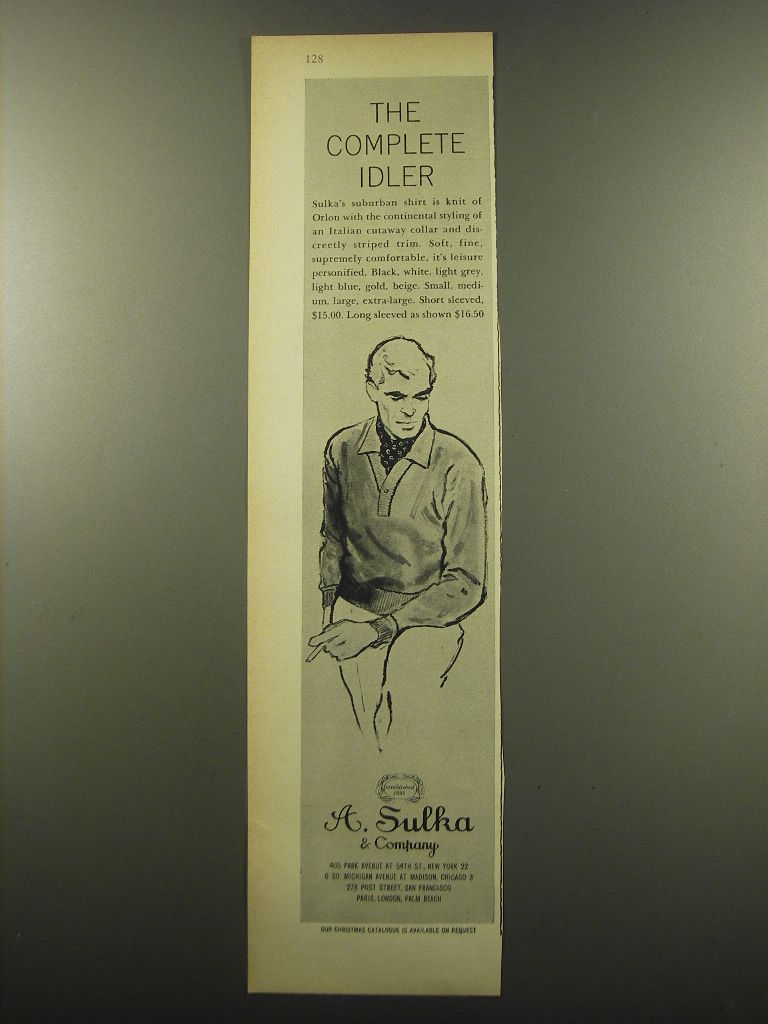 128
THE
COMPLETE
IDLER
Sulka's suburban shirt is knit of
Orlon with the continental styling of
an Italian cutaway collar and dis-
creetly striped trim. Soft, fine,
supremely comfortable, it's leisure
personified. Black, white, light grey,
light blue, gold, beige. Small, medi-
um, large, extra-large. Short sleeved,
$15.00. Long sleeved as shown $16.50
established
1895
A. Sulka
& Company
405 PARK AVENUE AT 54TH ST., NEW YORK 22
6 SO. MICHIGAN AVENUE AT MADISON, CHICAGO 3
278 POST STREET, SAN FRANCISCO
PARIS, LONDON, PALM BEACH
OUR CHRISTMAS CATALOGUE IS AVAILABLE ON REQUEST